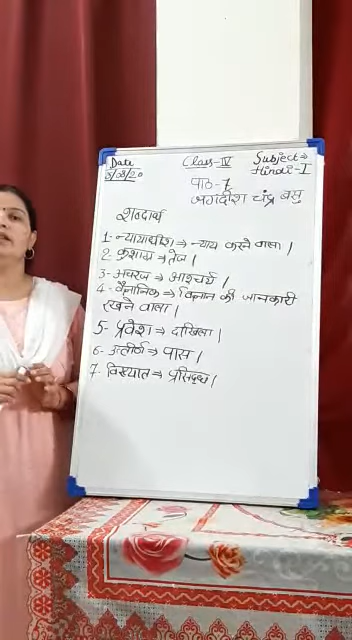 Date Class-IV Subject⇒
5/08/20 Hindi-I
पाठ-7
जगदीश चंद्र बसु
शब्दार्थ
1- न्यायाधीश ⇒ न्याय करने वाला।
2- कुशाग्र ⇒ तेज।
3- अचरज ⇒ आश्चर्य।
4- वैज्ञानिक ⇒ विज्ञान की जानकारी
रखने वाला।
5- प्रवेश ⇒ दाखिला।
6- उत्तीर्ण ⇒ पास।
7- विख्यात ⇒ प्रसिद्ध।